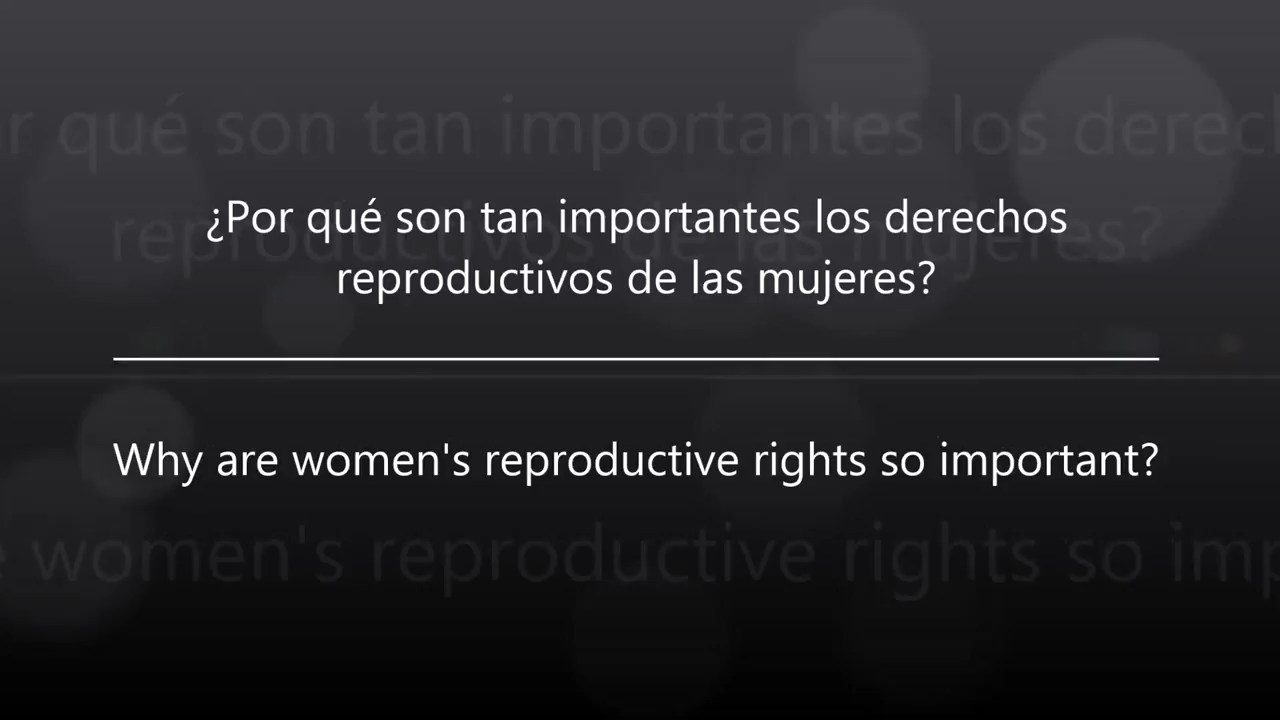 ¿Por qué son tan importantes los derechos
reproductivos de las mujeres?
Why are women's reproductive rights so important?